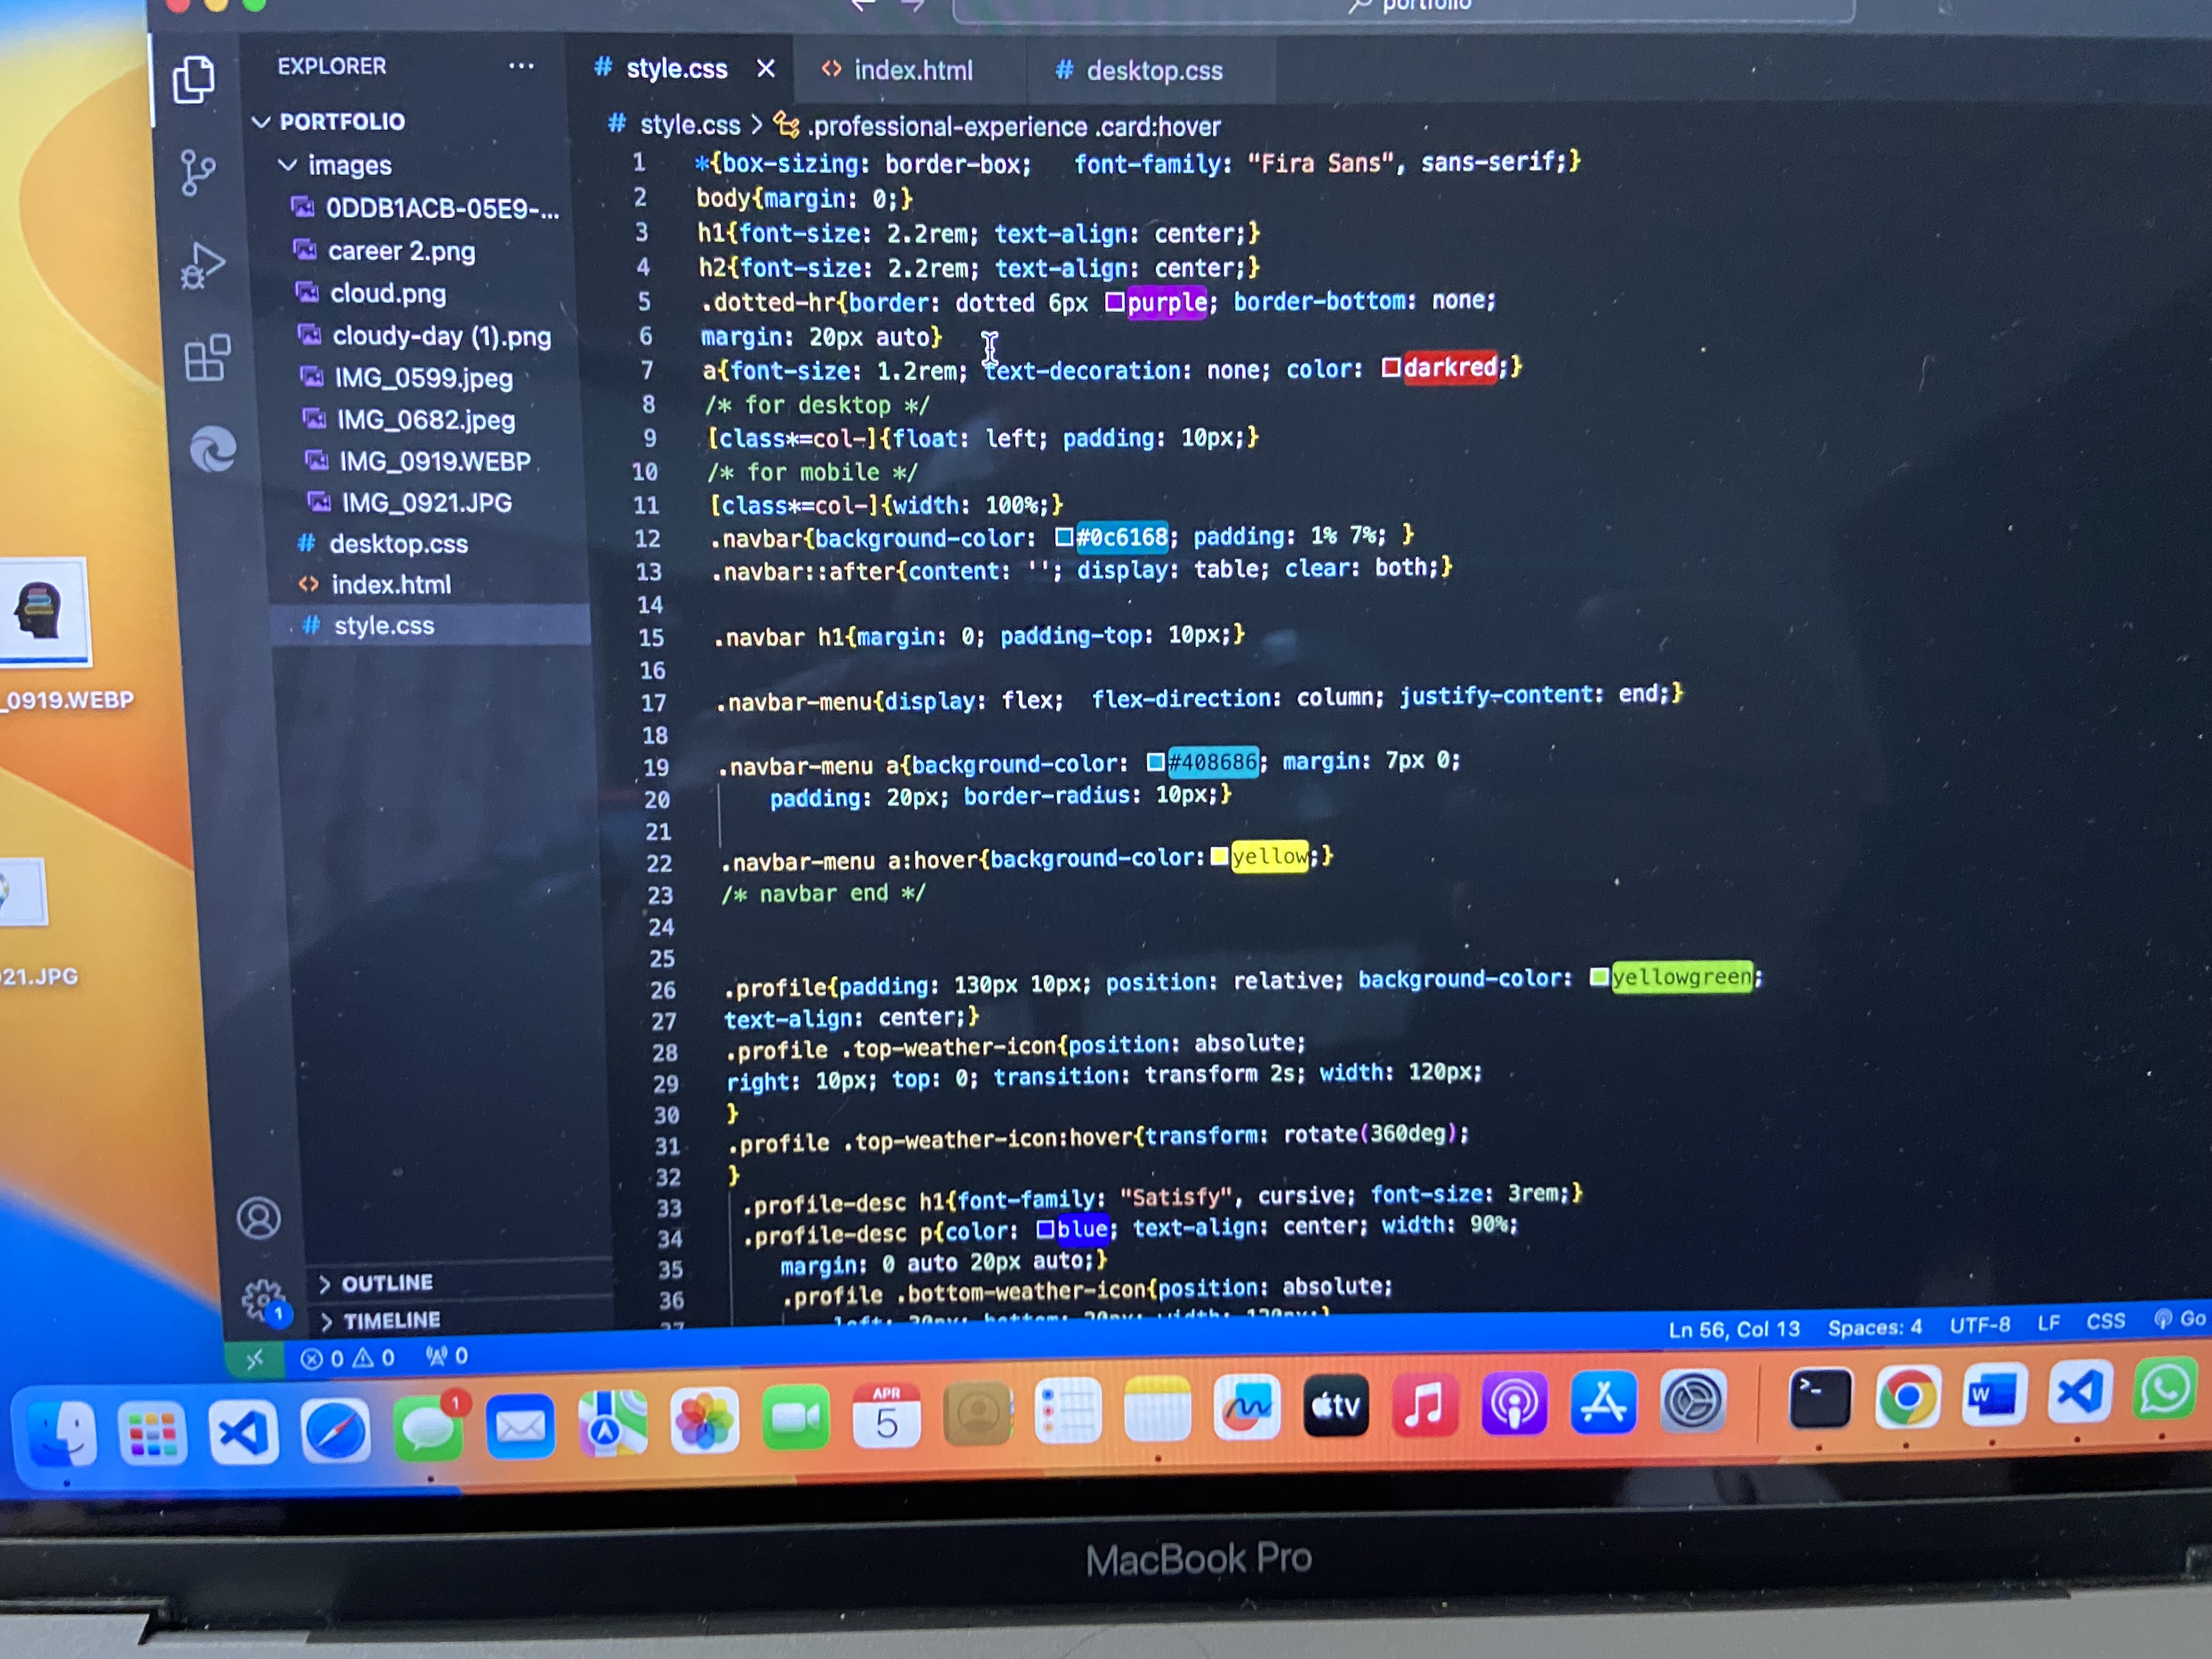 portfolio
EXPLORER ...
PORTFOLIO
images
0DDB1ACB-05E9-...
career 2.png
cloud.png
cloudy-day (1).png
IMG_0599.jpeg
IMG_0682.jpeg
IMG_0919.WEBP
IMG_0921.JPG
# desktop.css
<> index.html
# style.css
OUTLINE
TIMELINE
# style.css
<> index.html
# desktop.css
# style.css > .professional-experience .card:hover
1 *{box-sizing: border-box; font-family: "Fira Sans", sans-serif;}
2 body{margin: 0;}
3 h1{font-size: 2.2rem; text-align: center;}
4 h2{font-size: 2.2rem; text-align: center;}
5 .dotted-hr{border: dotted 6px purple; border-bottom: none;
6 margin: 20px auto}
7 a{font-size: 1.2rem; text-decoration: none; color: darkred;}
8 /* for desktop */
9 [class*=col-]{float: left; padding: 10px;}
10 /* for mobile */
11 [class*=col-]{width: 100%;}
12 .navbar{background-color: #0c6168; padding: 1% 7%; }
13 .navbar::after{content: ''; display: table; clear: both;}
14
15 .navbar h1{margin: 0; padding-top: 10px;}
16
17 .navbar-menu{display: flex; flex-direction: column; justify-content: end;}
18
19 .navbar-menu a{background-color: #408686; margin: 7px 0;
20 padding: 20px; border-radius: 10px;}
21
22 .navbar-menu a:hover{background-color: yellow;}
23 /* navbar end */
24
25
26 .profile{padding: 130px 10px; position: relative; background-color: yellowgreen;
27 text-align: center;}
28 .profile .top-weather-icon{position: absolute;
29 right: 10px; top: 0; transition: transform 2s; width: 120px;
30 }
31 .profile .top-weather-icon:hover{transform: rotate(360deg);
32 }
33 .profile-desc h1{font-family: "Satisfy", cursive; font-size: 3rem;}
34 .profile-desc p{color: blue; text-align: center; width: 90%;
35 margin: 0 auto 20px auto;}
36 .profile .bottom-weather-icon{position: absolute;
37 left: 20px; bottom: 20px; width: 120px;}
1
0 0 0
Ln 56, Col 13 Spaces: 4 UTF-8 LF CSS Go
_0919.WEBP
21.JPG
1
APR
5
tv
>_
W
MacBook Pro